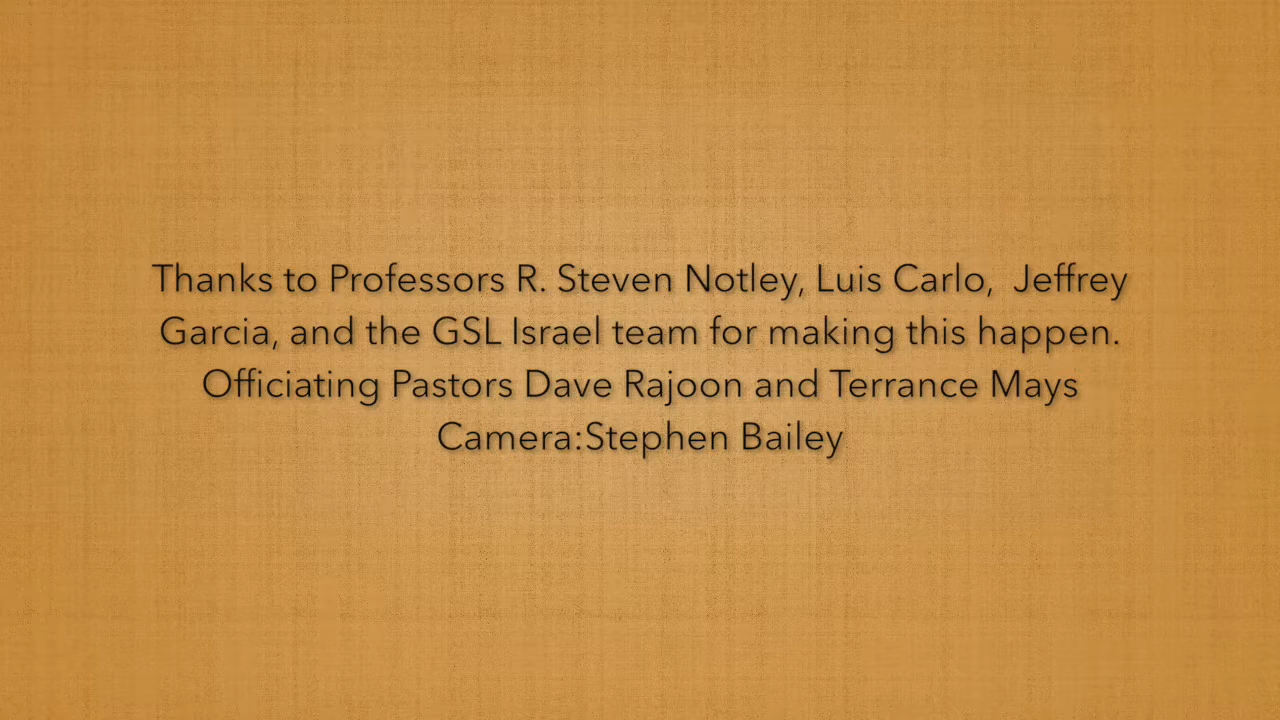 Thanks to Professors R. Steven Notley, Luis Carlo,  Jeffrey
Garcia, and the GSL Israel team for making this happen.
Officiating Pastors Dave Rajoon and Terrance Mays
Camera:Stephen Bailey